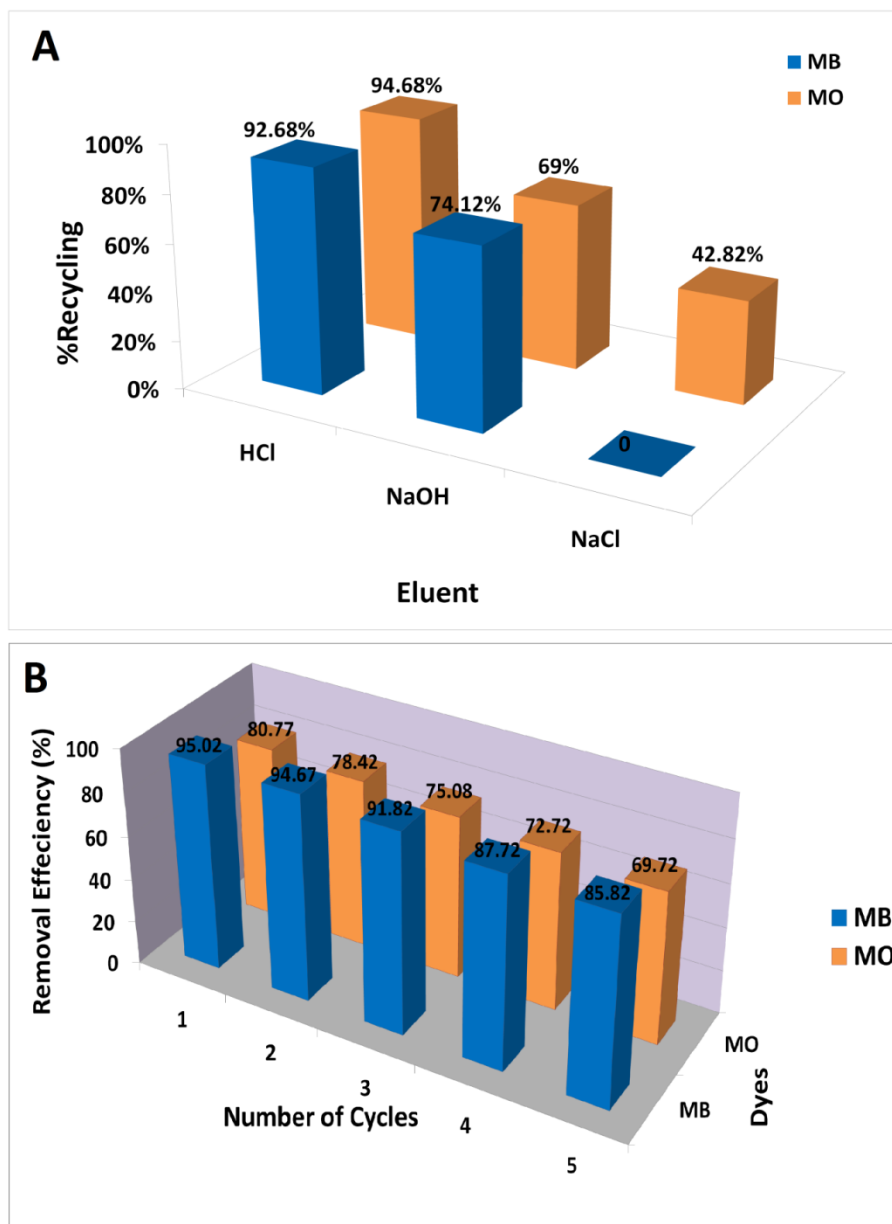 A
MB
MO
94.68%
92.68%
69%
74.12%
42.82%
0
100%
80%
60%
40%
20%
0%
%Recycling
HCl
NaOH
NaCl
Eluent
B
95.02
80.77
94.67
78.42
91.82
75.08
87.72
72.72
85.82
69.72
100
80
60
40
20
0
Removal Effeciency (%)
1
2
3
4
5
Number of Cycles
MB
MO
Dyes
MB
MO